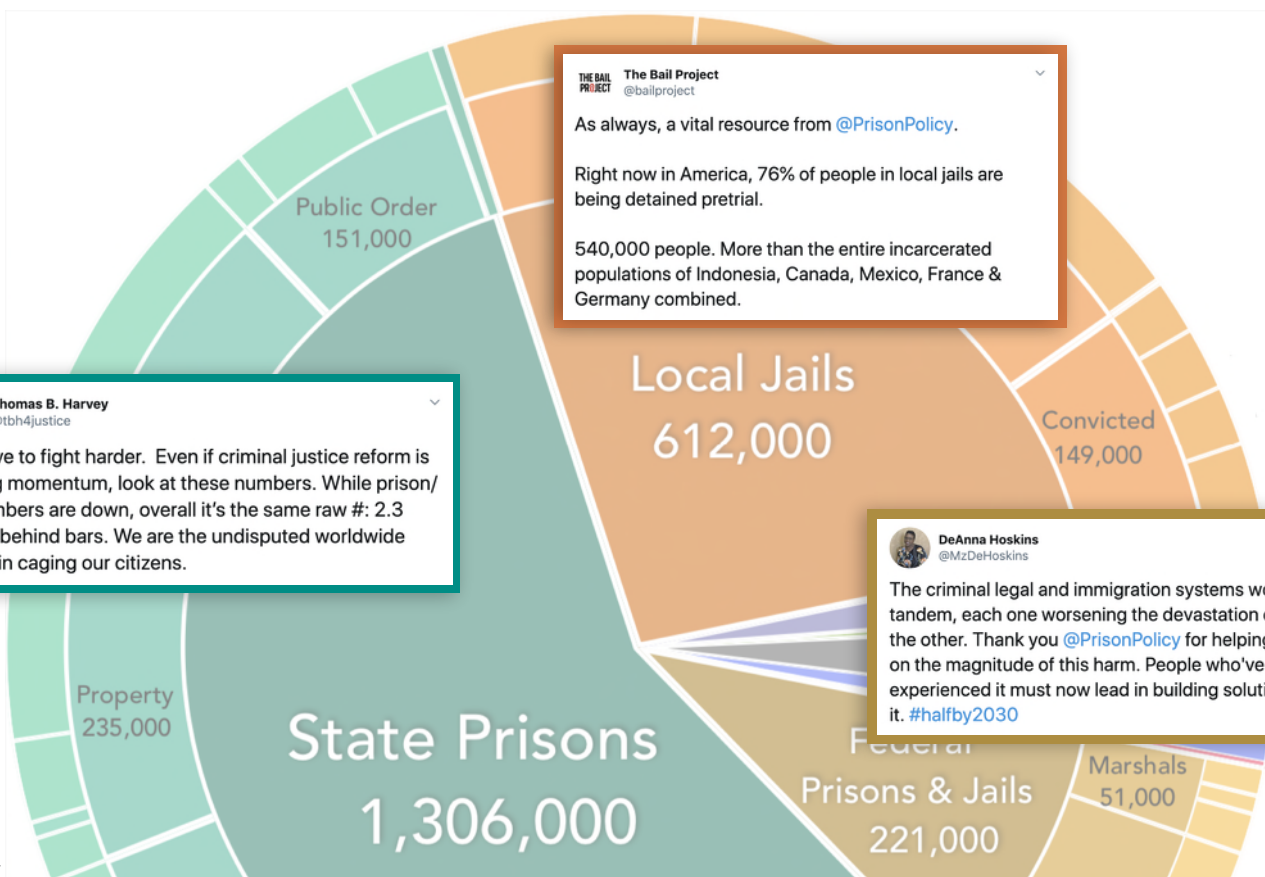 THE BAIL
PROJECT
The Bail Project
@bailproject
As always, a vital resource from @PrisonPolicy.
Right now in America, 76% of people in local jails are
being detained pretrial.
540,000 people. More than the entire incarcerated
populations of Indonesia, Canada, Mexico, France &
Germany combined.
Public Order
151,000
Local Jails
612,000
Convicted
149,000
homas B. Harvey
@tbh4justice
ve to fight harder. Even if criminal justice reform is
g momentum, look at these numbers. While prison/
nbers are down, overall it's the same raw #: 2.3
behind bars. We are the undisputed worldwide
in caging our citizens.
DeAnna Hoskins
@MzDeHoskins
The criminal legal and immigration systems wo
tandem, each one worsening the devastation
the other. Thank you @PrisonPolicy for helping
on the magnitude of this harm. People who've
experienced it must now lead in building soluti
it. #halfby2030
Property
235,000
State Prisons
1,306,000
Federal
Prisons & Jails
221,000
Marshals
51,000